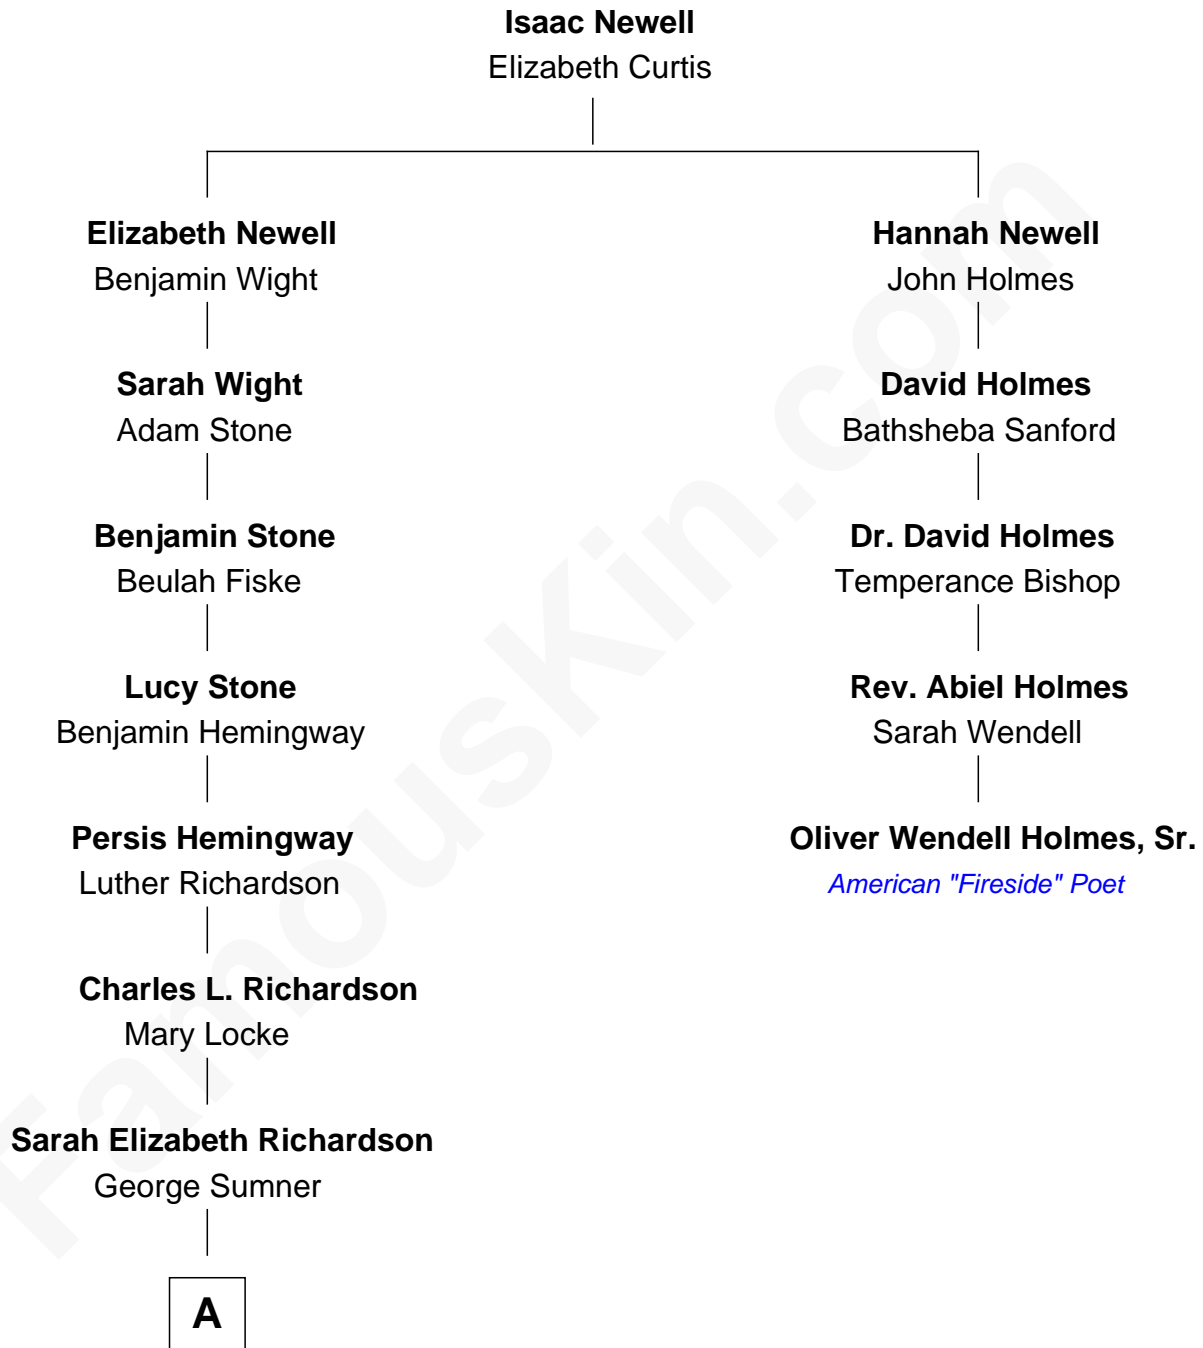 Isaac Newell
Elizabeth Curtis
Elizabeth Newell
Benjamin Wight
Hannah Newell
John Holmes
Sarah Wight
Adam Stone
David Holmes
Bathsheba Sanford
Benjamin Stone
Beulah Fiske
Dr. David Holmes
Temperance Bishop
Lucy Stone
Benjamin Hemingway
Rev. Abiel Holmes
Sarah Wendell
Persis Hemingway
Luther Richardson
Oliver Wendell Holmes, Sr.
American "Fireside" Poet
Charles L. Richardson
Mary Locke
Sarah Elizabeth Richardson
George Sumner
A
FamousKin.com